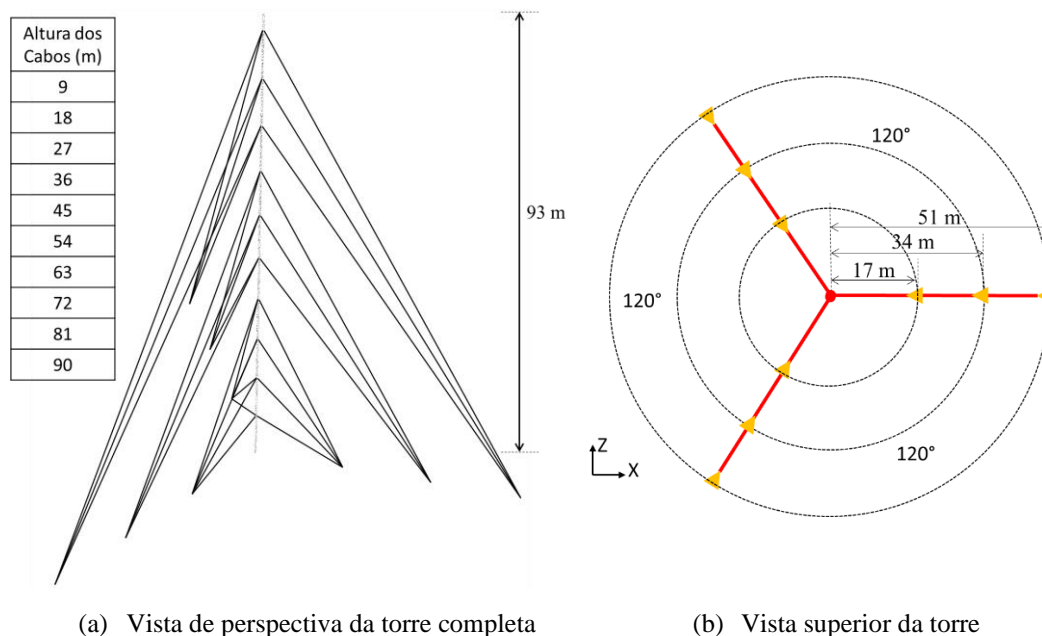 Altura dos
Cabos (m)
9
18
27
36
45
54
63
72
81
90
93 m
120°
51 m
34 m
17 m
120°
120°
Z
X
(a) Vista de perspectiva da torre completa
(b) Vista superior da torre